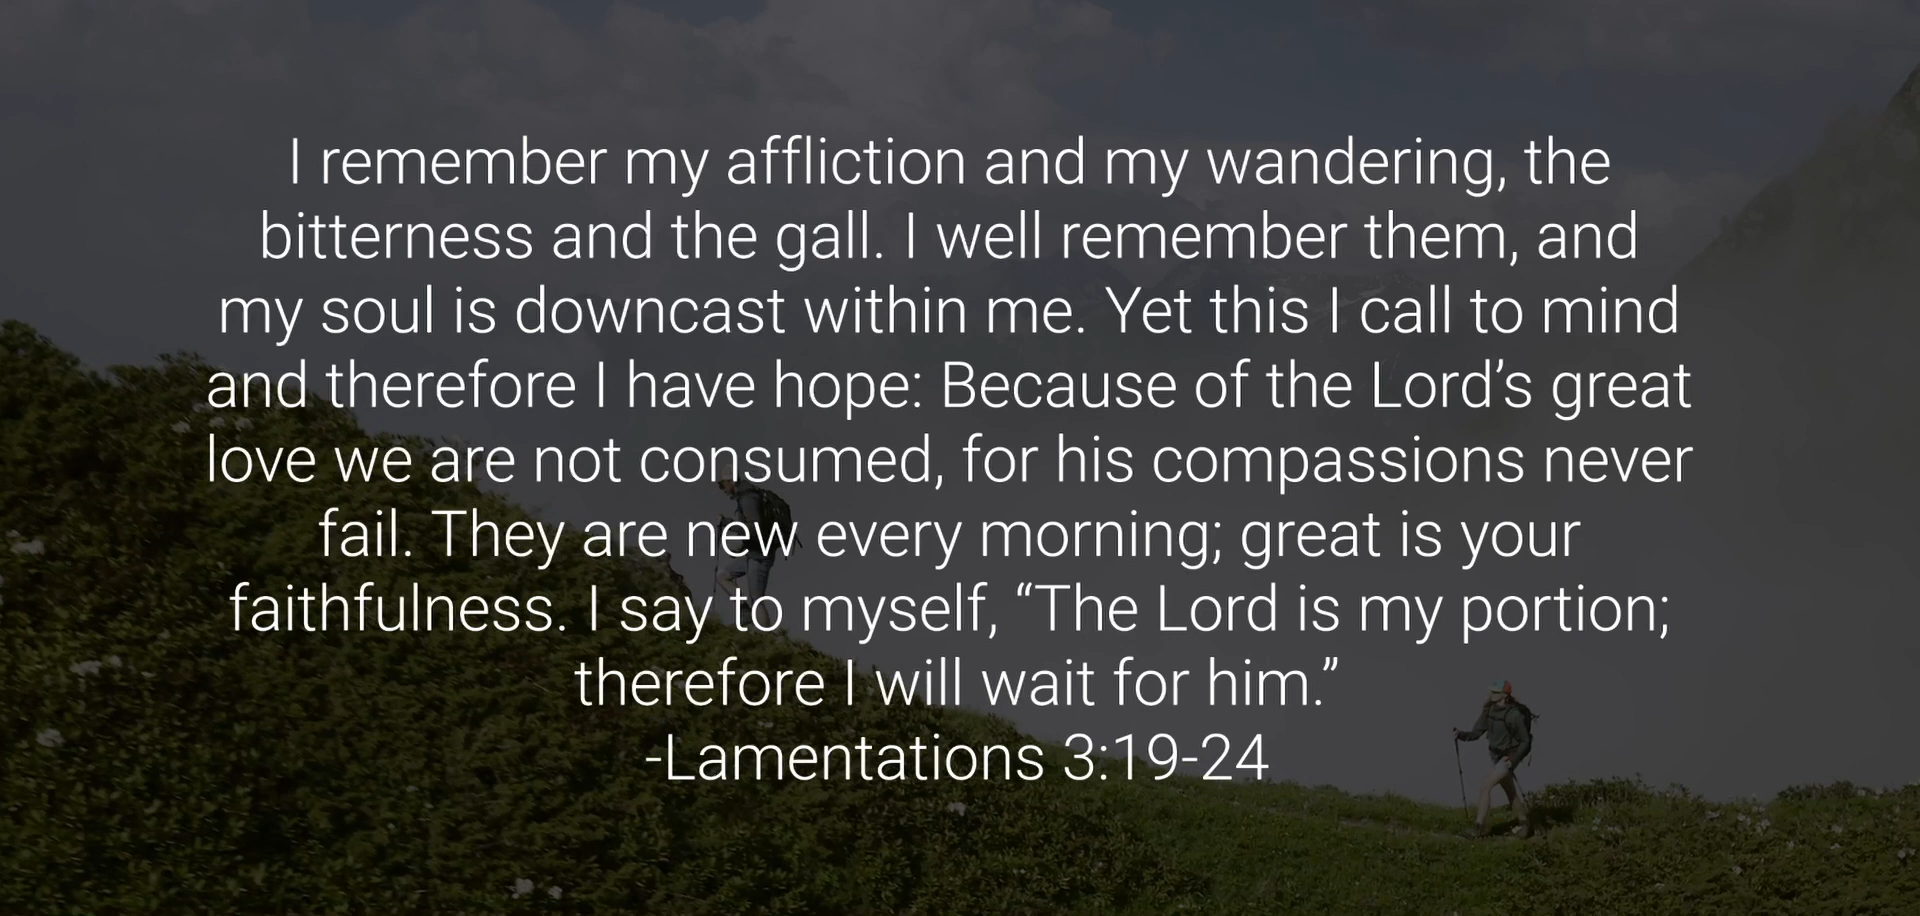 I remember my affliction and my wandering, the
bitterness and the gall. I well remember them, and
my soul is downcast within me. Yet this I call to mind
and therefore I have hope: Because of the Lord’s great
love we are not consumed, for his compassions never
fail. They are new every morning; great is your
faithfulness. I say to myself, “The Lord is my portion;
therefore I will wait for him.”
-Lamentations 3:19-24